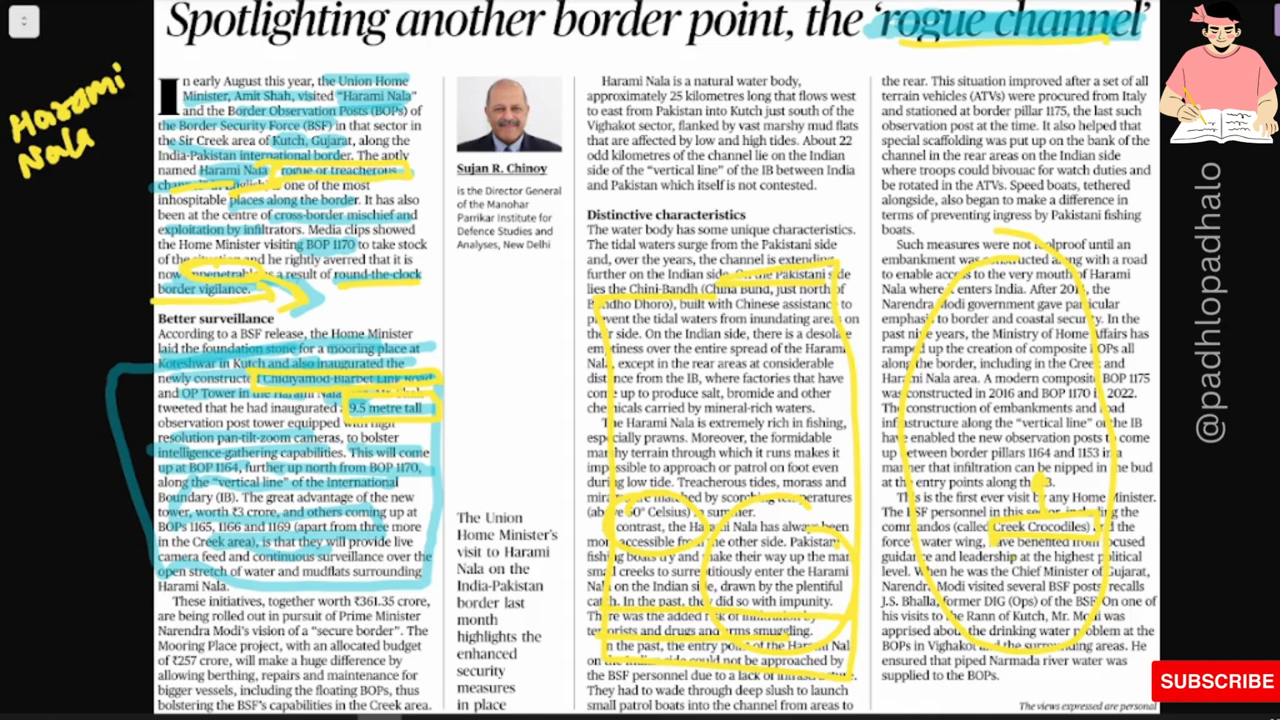 Spotlighting another border point, the ‘rogue channel’
Harami
Nala
In early August this year, the Union Home
Minister, Amit Shah, visited “Harami Nala”
and the Border Observation Posts (BOPs) of
the Border Security Force (BSF) in that sector in
the Sir Creek area of Kutch, Gujarat, along the
India-Pakistan international border. The aptly
named Harami Nala rogue or treacherous
English is one of the most
inhospitable places along the border. It has also
been at the centre of cross-border mischief and
exploitation by infiltrators. Media clips showed
the Home Minister visiting BOP 1170 to take stock
of the situation and he rightly averred that it is
now impenetrable as a result of round-the-clock
border vigilance.
Better surveillance
According to a BSF release, the Home Minister
laid the foundation stone for a mooring place at
Koteshwar in Kutch and also inaugurated the
newly constructed Chidiyamod-Biarbet Link Road
and OP Tower in the Harami Nala
tweeted that he had inaugurated 9.5 metre tall
observation post tower equipped with high
resolution pan-tilt-zoom cameras, to bolster
intelligence-gathering capabilities. This will come
up at BOP 1164, further up north from BOP 1170,
along the “vertical line” of the International
Boundary (IB). The great advantage of the new
tower, worth ₹3 crore, and others coming up at
BOPs 1165, 1166 and 1169 (apart from three more
in the Creek area), is that they will provide live
camera feed and continuous surveillance over the
open stretch of water and mudflats surrounding
Harami Nala.
These initiatives, together worth ₹361.35 crore,
are being rolled out in pursuit of Prime Minister
Narendra Modi’s vision of a “secure border”. The
Mooring Place project, with an allocated budget
of ₹257 crore, will make a huge difference by
allowing berthing, repairs and maintenance for
bigger vessels, including the floating BOPs, thus
bolstering the BSF’s capabilities in the Creek area.
Sujan R. Chinoy
is the Director General
of the Manohar
Parrikar Institute for
Defence Studies and
Analyses, New Delhi
The Union
Home Minister’s
visit to Harami
Nala on the
India-Pakistan
border last
month
highlights the
enhanced
security
measures
in place
Harami Nala is a natural water body,
approximately 25 kilometres long that flows west
to east from Pakistan into Kutch just south of the
Vighakot sector, flanked by vast marshy mud flats
that are affected by low and high tides. About 22
odd kilometres of the channel lie on the Indian
side of the “vertical line” of the IB between India
and Pakistan which itself is not contested.
Distinctive characteristics
The water body has some unique characteristics.
The tidal waters surge from the Pakistani side
and, over the years, the channel is extending
further on the Indian side. On the Pakistani side
lies the Chini-Bandh (China Bund, just north of
Bandho Dhoro), built with Chinese assistance to
prevent the tidal waters from inundating areas on
their side. On the Indian side, there is a desolate
emptiness over the entire spread of the Harami
Nala, except in the rear areas at considerable
distance from the IB, where factories that have
come up to produce salt, bromide and other
chemicals carried by mineral-rich waters.
The Harami Nala is extremely rich in fishing,
especially prawns. Moreover, the formidable
marshy terrain through which it runs makes it
impossible to approach or patrol on foot even
during low tide. Treacherous tides, morass and
mirages are matched by scorching temperatures
(above 50° Celsius) in summer.
contrast, the Harami Nala has always been
more accessible from the other side. Pakistani
fishing boats try and make their way up the many
small creeks to surreptitiously enter the Harami
Nala on the Indian side, drawn by the plentiful
catch. In the past, they did so with impunity.
There was the added risk of infiltration by
terrorists and drugs and arms smuggling.
In the past, the entry point of the Harami Nala
on the Indian side could not be approached by
the BSF personnel due to a lack of infrastructure.
They had to wade through deep slush to launch
small patrol boats into the channel from areas to
the rear. This situation improved after a set of all
terrain vehicles (ATVs) were procured from Italy
and stationed at border pillar 1175, the last such
observation post at the time. It also helped that
special scaffolding was put up on the bank of the
channel in the rear areas on the Indian side
where troops could bivouac for watch duties and
be rotated in the ATVs. Speed boats, tethered
alongside, also began to make a difference in
terms of preventing ingress by Pakistani fishing
boats.
Such measures were not foolproof until an
embankment was constructed along with a road
to enable access to the very mouth of Harami
Nala where it enters India. After 2014, the
Narendra Modi government gave particular
emphasis to border and coastal security. In the
past nine years, the Ministry of Home Affairs has
ramped up the creation of composite BOPs all
along the border, including in the Creek and
Harami Nala area. A modern composite BOP 1175
was constructed in 2016 and BOP 1170 in 2022.
The construction of embankments and road
infrastructure along the “vertical line” of the IB
have enabled the new observation posts to come
up between border pillars 1164 and 1153 in a
manner that infiltration can be nipped in the bud
at the entry points along the IB.
This is the first ever visit by any Home Minister.
The BSF personnel in this sector, including the
commandos (called Creek Crocodiles) and the
force’s water wing, have benefited from focused
guidance and leadership at the highest political
level. When he was the Chief Minister of Gujarat,
Narendra Modi visited several BSF posts, recalls
J.S. Bhalla, former DIG (Ops) of the BSF. On one of
his visits to the Rann of Kutch, Mr. Modi was
apprised about the drinking water problem at the
BOPs in Vighakot and the surrounding areas. He
ensured that piped Narmada river water was
supplied to the BOPs.
The views expressed are personal
@padhlopadhalo
SUBSCRIBE